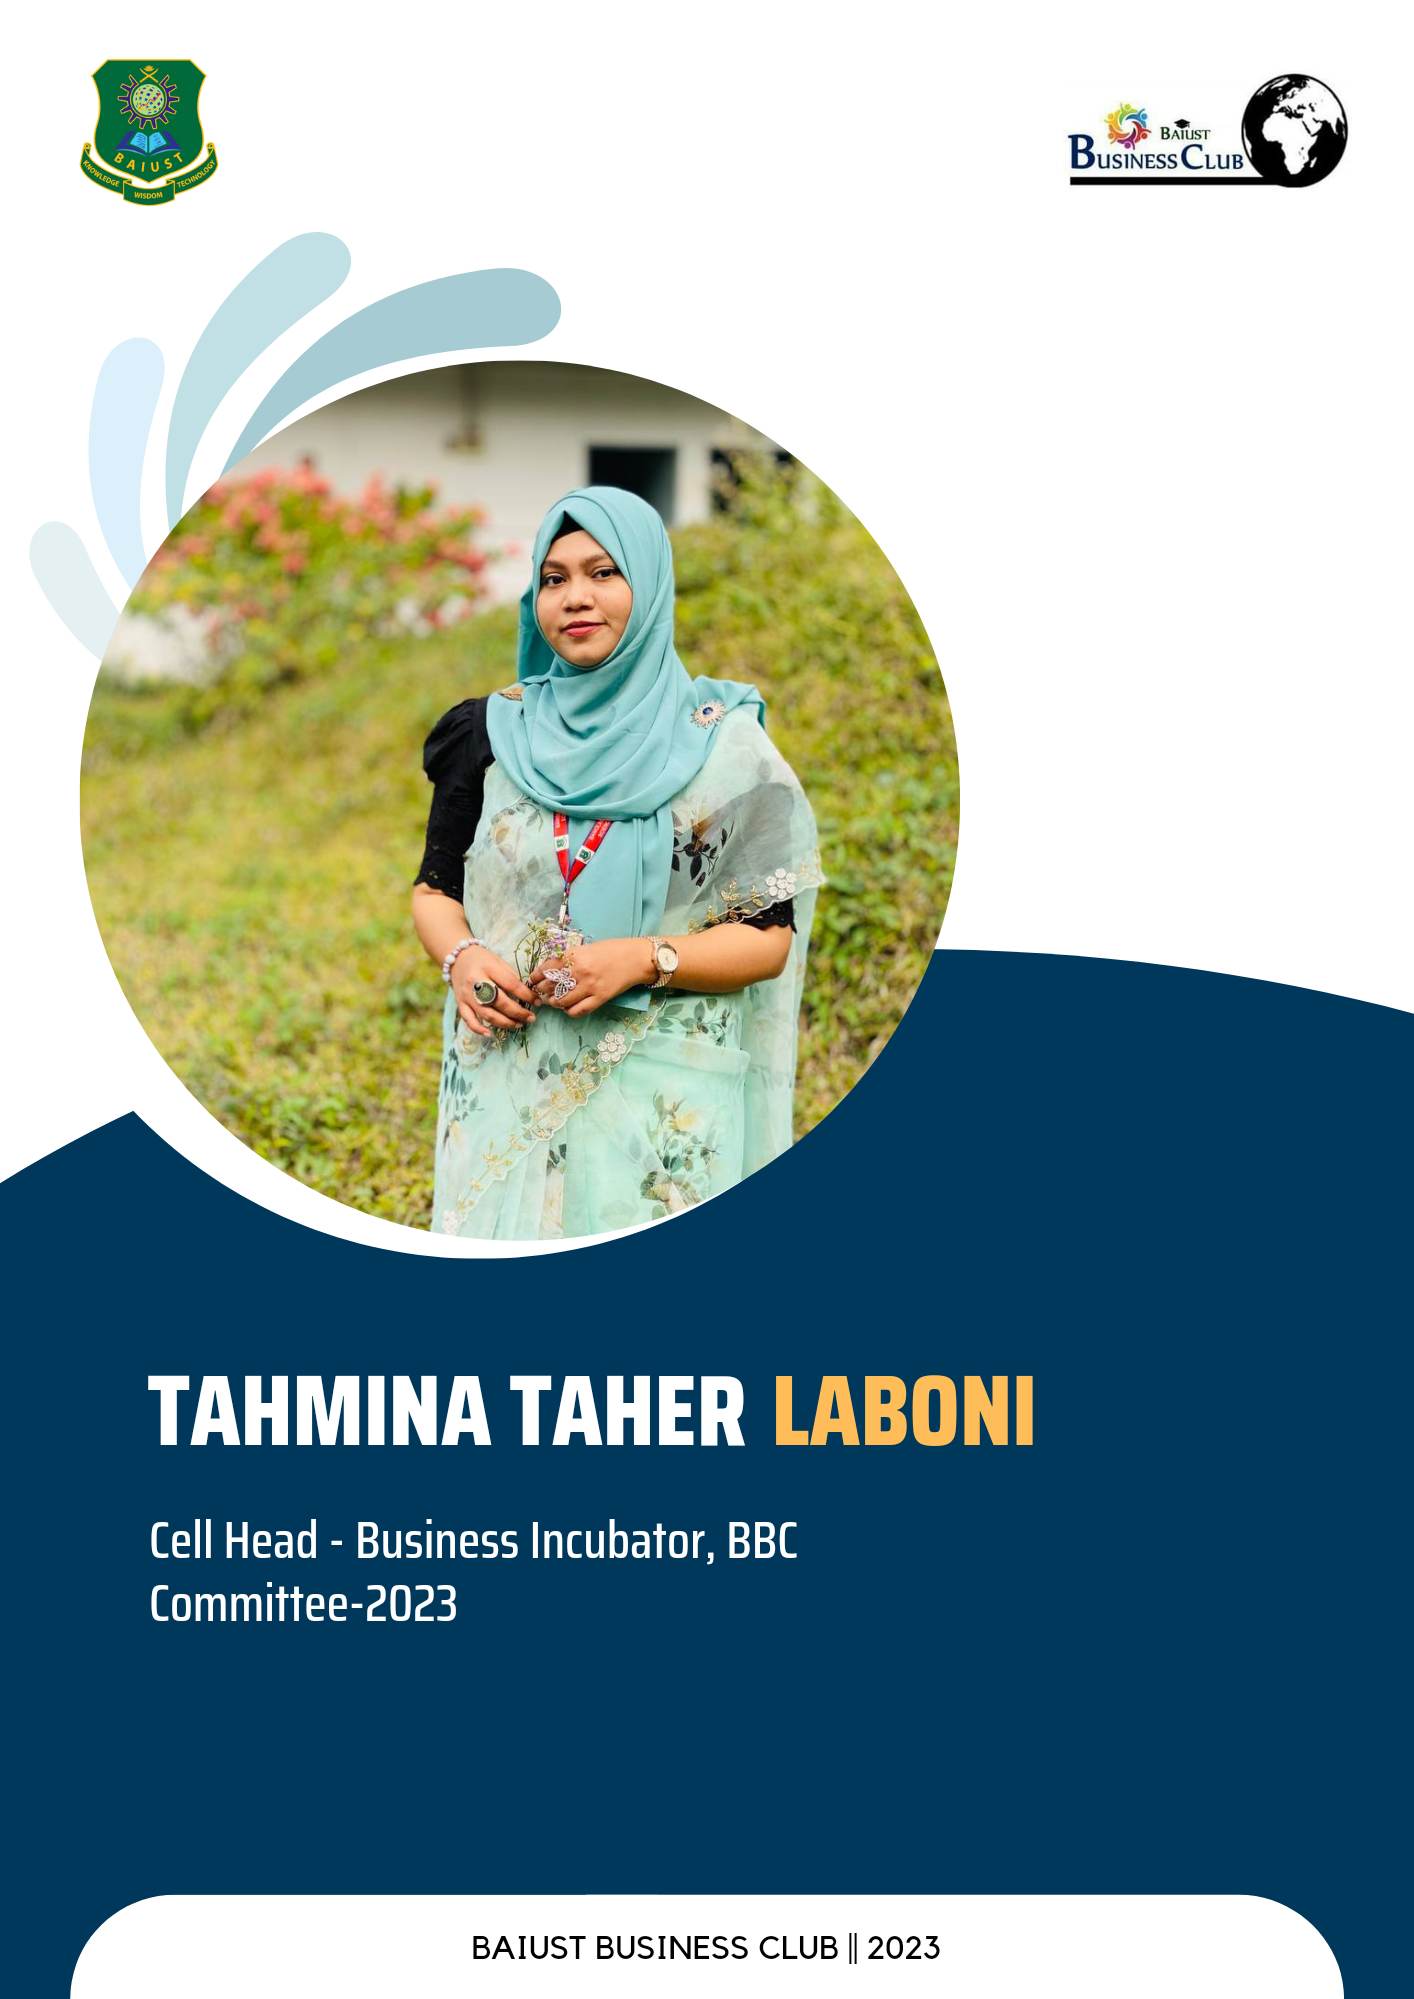 BAIUST
KNOWLEDGE
WISDOM
TECHNOLOGY
BAIUST
BUSINESS CLUB
TAHMINA TAHER LABONI
Cell Head - Business Incubator, BBC
Committee-2023
BAIUST BUSINESS CLUB || 2023